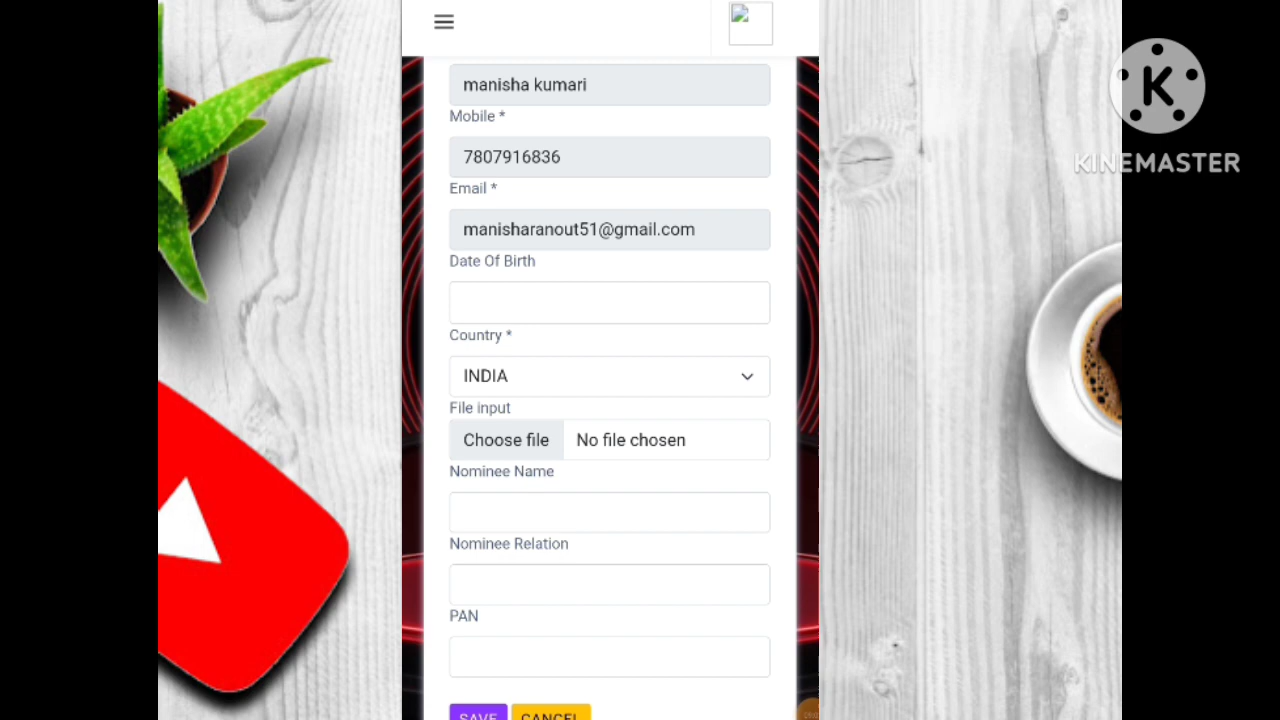 manisha kumari
Mobile *
7807916836
Email *
manisharanout51@gmail.com
Date Of Birth
Country *
INDIA
File input
Choose file No file chosen
Nominee Name
Nominee Relation
PAN
SAVE CANCEL
K
KINEMASTER